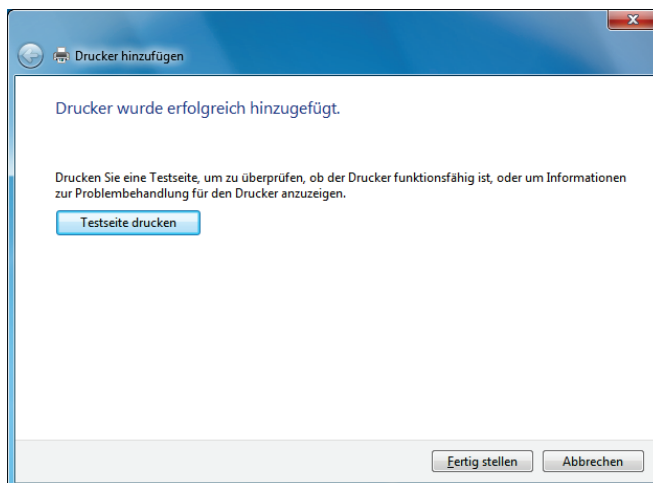 Drucker hinzufügen
Drucker wurde erfolgreich hinzugefügt.
Drucken Sie eine Testseite, um zu überprüfen, ob der Drucker funktionsfähig ist, oder um Informationen
zur Problembehandlung für den Drucker anzuzeigen.
Testseite drucken
Fertig stellen Abbrechen